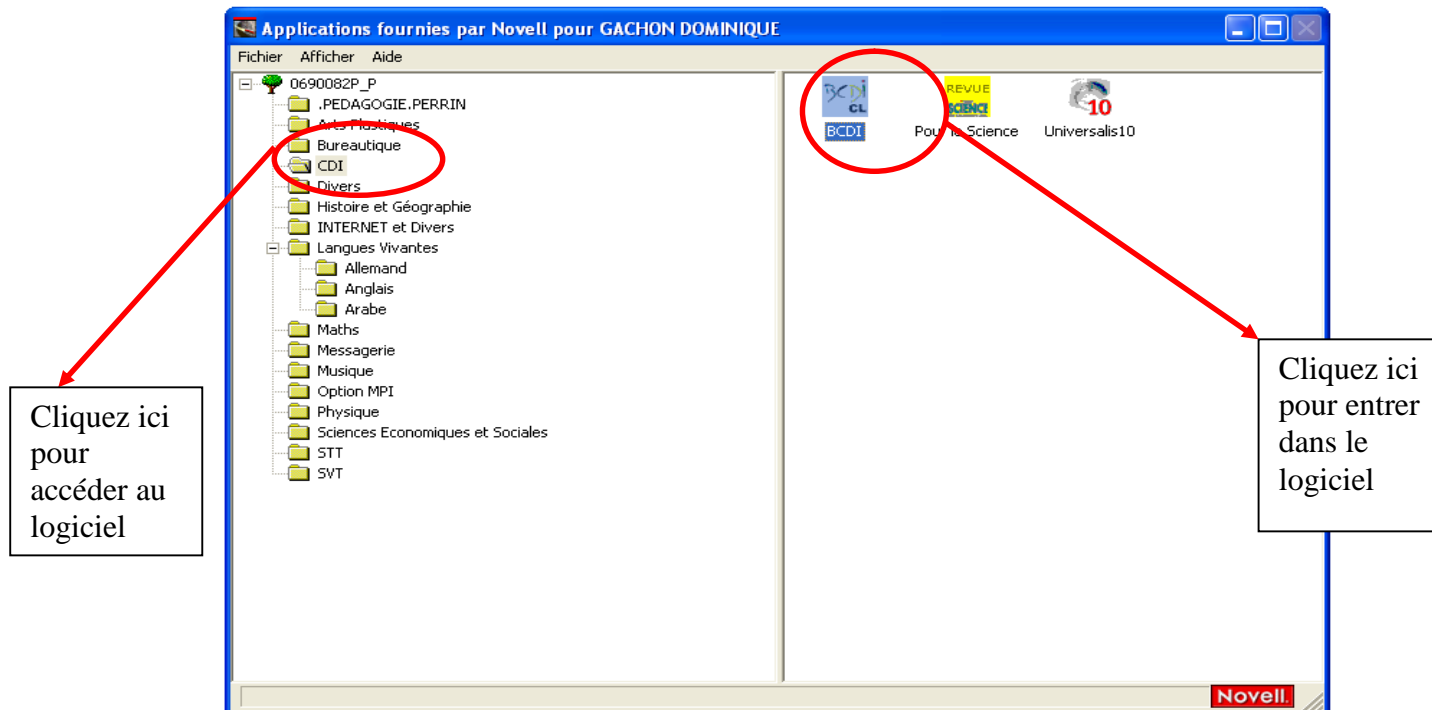 Applications fournies par Novell pour GACHON DOMINIQUE
Fichier Afficher Aide
0690082P_P
.PEDAGOGIE.PERRIN
Arts Plastiques
Bureautique
CDI
Divers
Histoire et Géographie
INTERNET et Divers
Langues Vivantes
Allemand
Anglais
Arabe
Maths
Messagerie
Musique
Option MPI
Physique
Sciences Economiques et Sociales
STT
SVT
BCDI
CL
BCDI
REVUE
SCIENCE
Pour la Science
10
Universalis10
Cliquez ici
pour
accéder au
logiciel
Cliquez ici
pour entrer
dans le
logiciel
Novell.